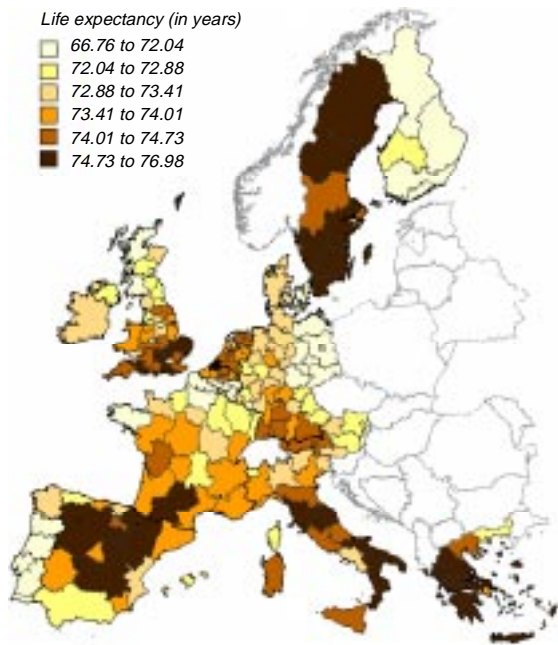 Life expectancy (in years)
66.76 to 72.04
72.04 to 72.88
72.88 to 73.41
73.41 to 74.01
74.01 to 74.73
74.73 to 76.98